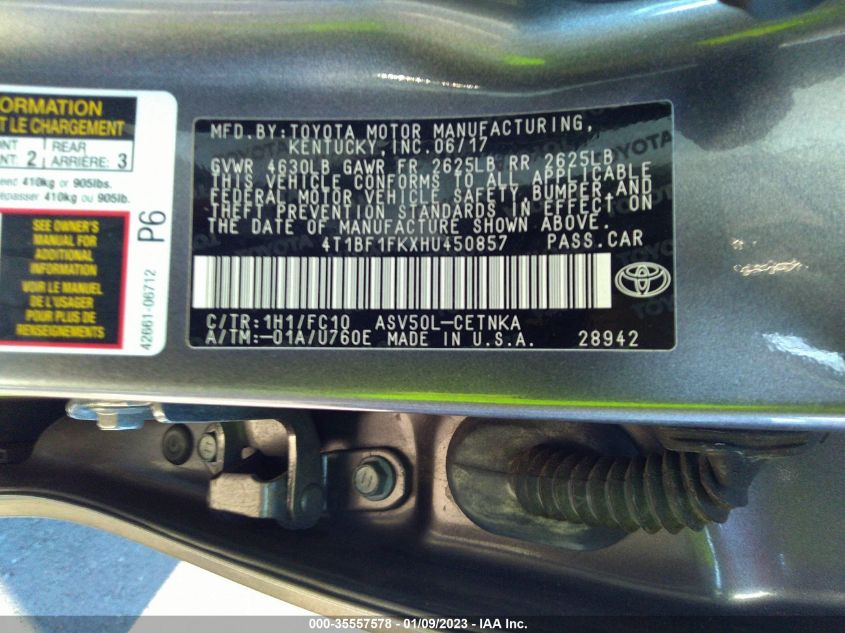 ORMATION
T LE CHARGEMENT
NT 2 REAR ARRIÈRE: 3
eed 410kg or 905lbs.
épasser 410kg ou 905lb.
SEE OWNER'S
MANUAL FOR
ADDITIONAL
INFORMATION
VOIR LE MANUEL
DE L'USAGER
POUR PLUS DE
RENSEIGNEMENTS
P6
42661-06712
MFD.BY:TOYOTA MOTOR MANUFACTURING,
KENTUCKY, INC.06/17
GVWR 4630LB GAWR FR 2625LB RR 2625LB
THIS VEHICLE CONFORMS TO ALL APPLICABLE
FEDERAL MOTOR VEHICLE SAFETY,BUMPER,AND
THEFT PREVENTION STANDARDS IN EFFECT ON
THE DATE OF MANUFACTURE SHOWN ABOVE.
4T1BF1FKXHU450857 PASS.CAR
C/TR:1H1/FC10 ASV50L-CETNKA
A/TM:-01A/U760E MADE IN U.S.A. 28942
000-35557578 - 01/09/2023 - IAA Inc.